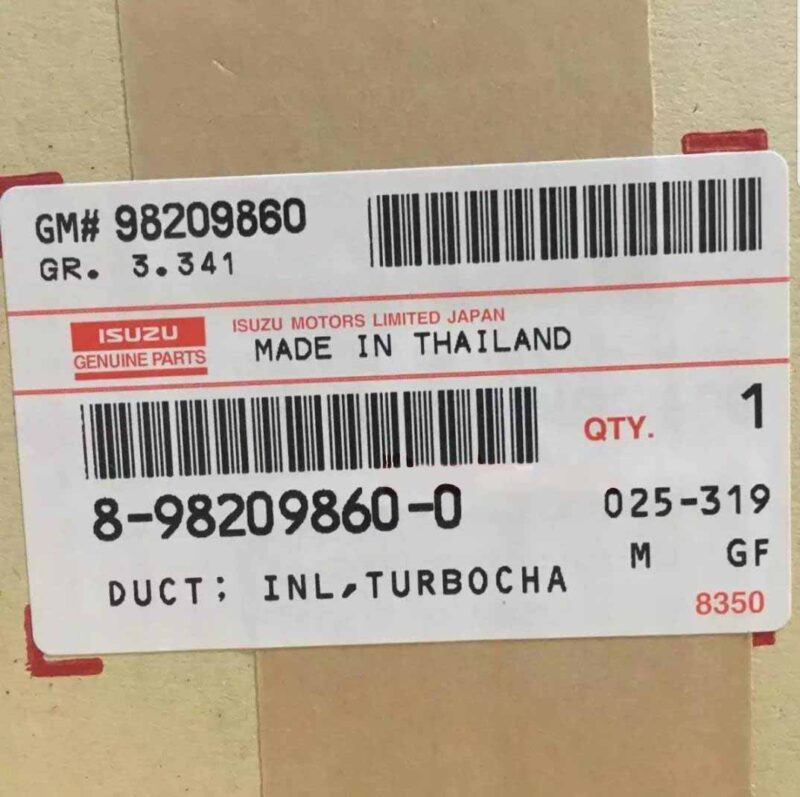 GM# 98209860
GR. 3.341
ISUZU
GENUINE PARTS
ISUZU MOTORS LIMITED JAPAN
MADE IN THAILAND
QTY. 1
8-98209860-0
025-319
DUCT; INL,TURBOCHA
M GF
8350